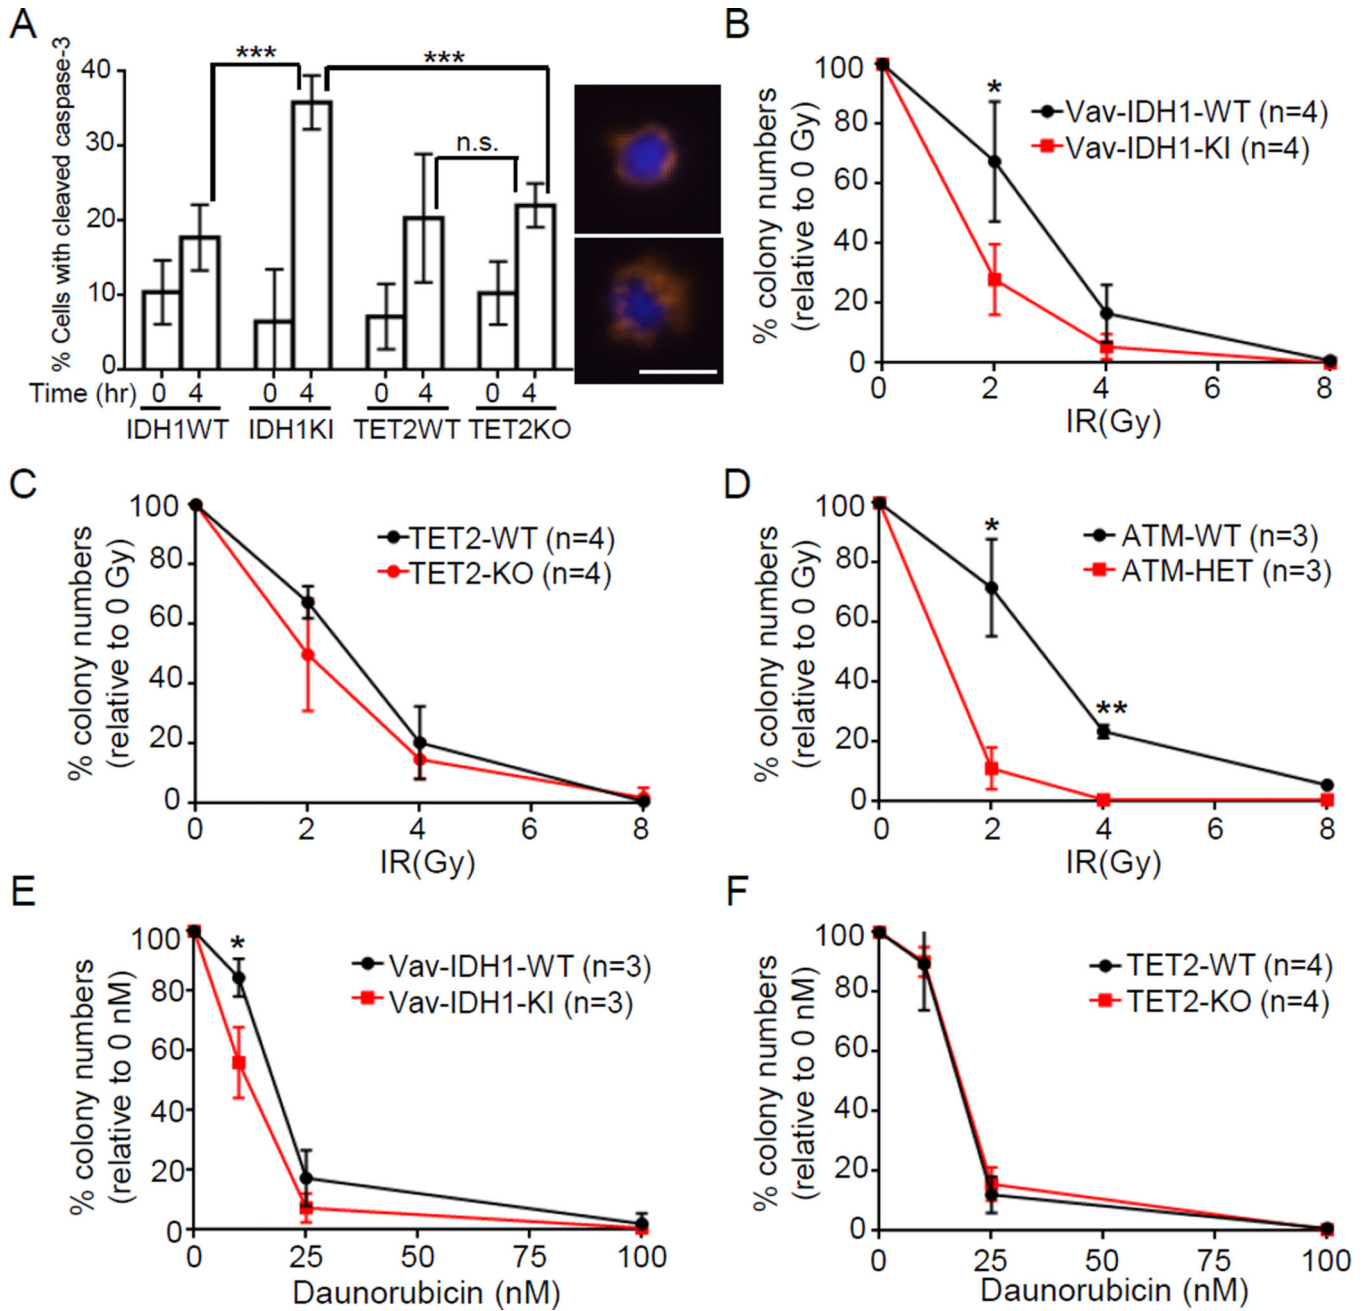 A
% Cells with cleaved caspase-3
40
30
20
10
0
***
***
n.s.
Time (hr) 0 4 0 4 0 4 0 4
IDH1WT IDH1KI TET2WT TET2KO
B
% colony numbers
(relative to 0 Gy)
100
80
60
40
20
0
*
Vav-IDH1-WT (n=4)
Vav-IDH1-KI (n=4)
0 2 4 6 8
IR(Gy)
C
% colony numbers
(relative to 0 Gy)
100
80
60
40
20
0
TET2-WT (n=4)
TET2-KO (n=4)
0 2 4 6 8
IR(Gy)
D
% colony numbers
(relative to 0 Gy)
100
80
60
40
20
0
*
**
ATM-WT (n=3)
ATM-HET (n=3)
0 2 4 6 8
IR(Gy)
E
% colony numbers
(relative to 0 nM)
100
80
60
40
20
0
*
Vav-IDH1-WT (n=3)
Vav-IDH1-KI (n=3)
0 25 50 75 100
Daunorubicin (nM)
F
% colony numbers
(relative to 0 nM)
100
80
60
40
20
0
TET2-WT (n=4)
TET2-KO (n=4)
0 25 50 75 100
Daunorubicin (nM)